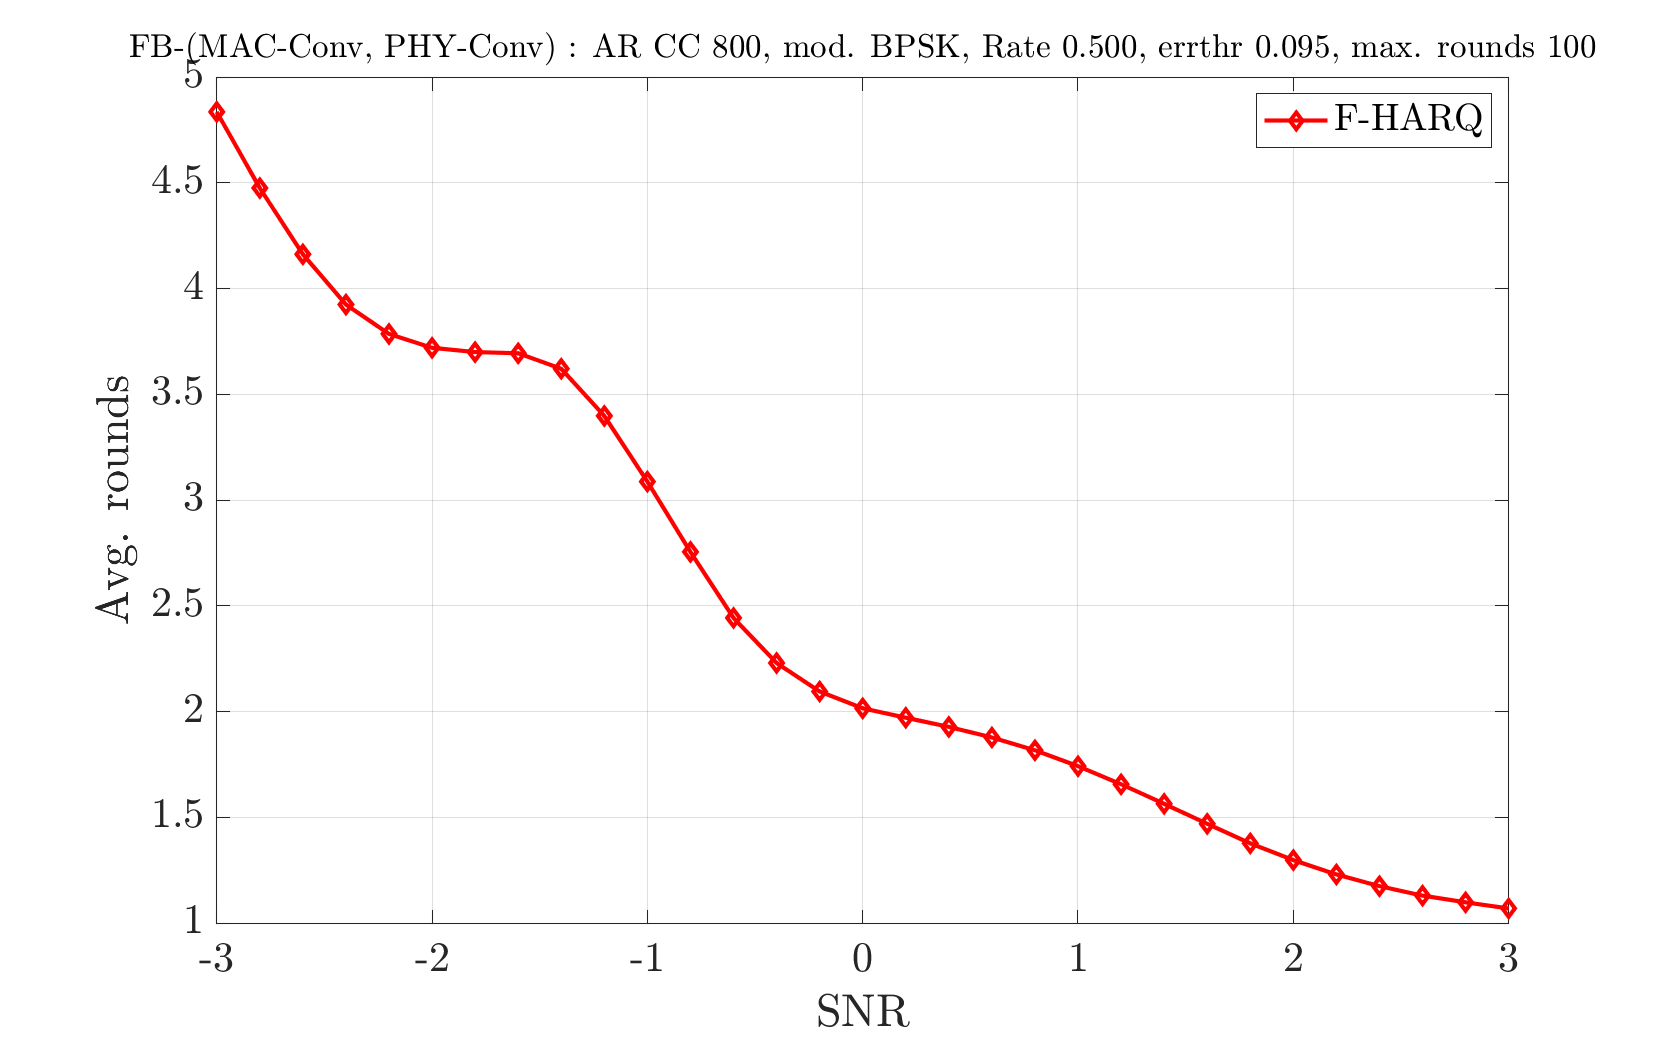 FB-(MAC-Conv, PHY-Conv) : AR CC 800, mod. BPSK, Rate 0.500, errthr 0.095, max. rounds 100
F-HARQ
5
4.5
4
3.5
3
2.5
2
1.5
1
Avg. rounds
-3 -2 -1 0 1 2 3
SNR